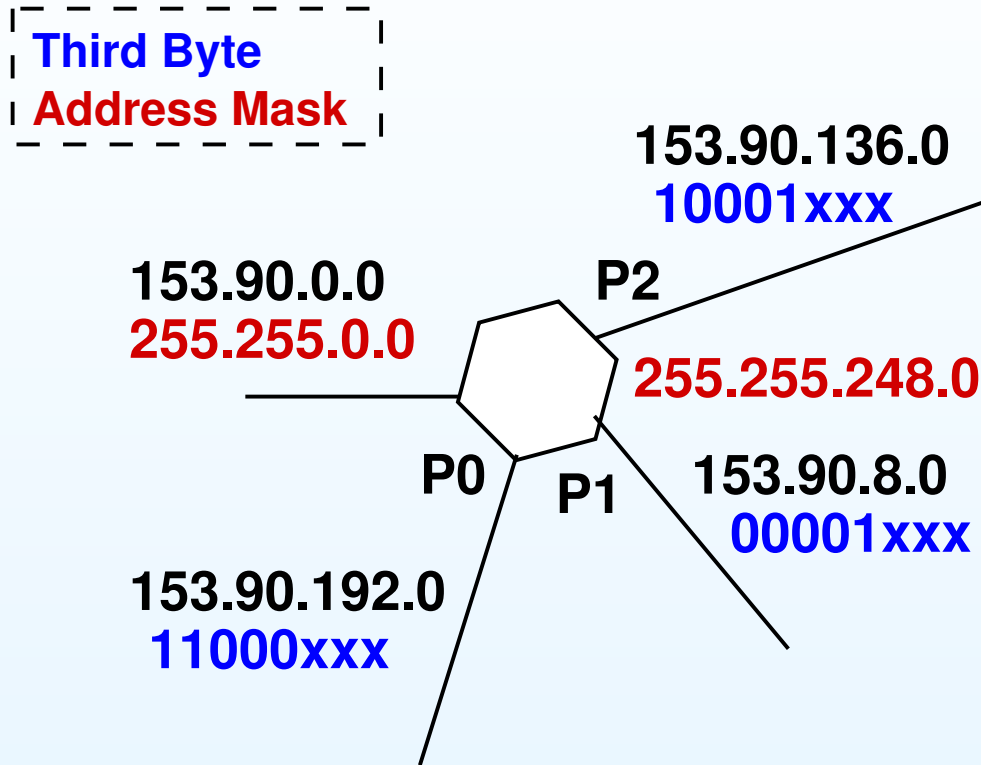 Third Byte
Address Mask
153.90.136.0
10001xxx
153.90.0.0
255.255.0.0
P2
255.255.248.0
P0
P1
153.90.8.0
00001xxx
153.90.192.0
11000xxx